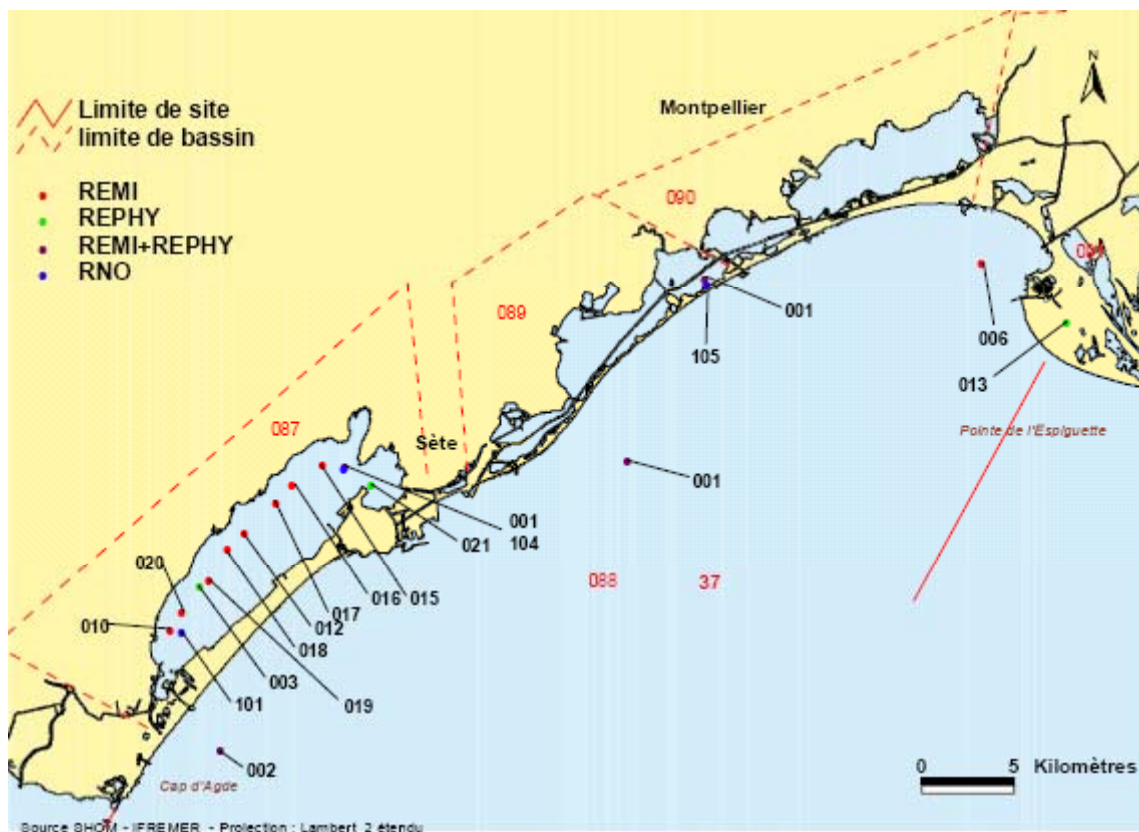 N
Montpellier
Limite de site
limite de bassin
REMI
REPHY
REMI+REPHY
RNO
090
089
087
001
105
006
013
Pointe de l'Espiguette
Sète
001
001
104
021
015
016
017
012
018
020
010
003
019
101
002
088
37
Cap d'Agde
0 5 Kilomètres
Source SHOM - IFREMER - Projection : Lambert 2 étendu